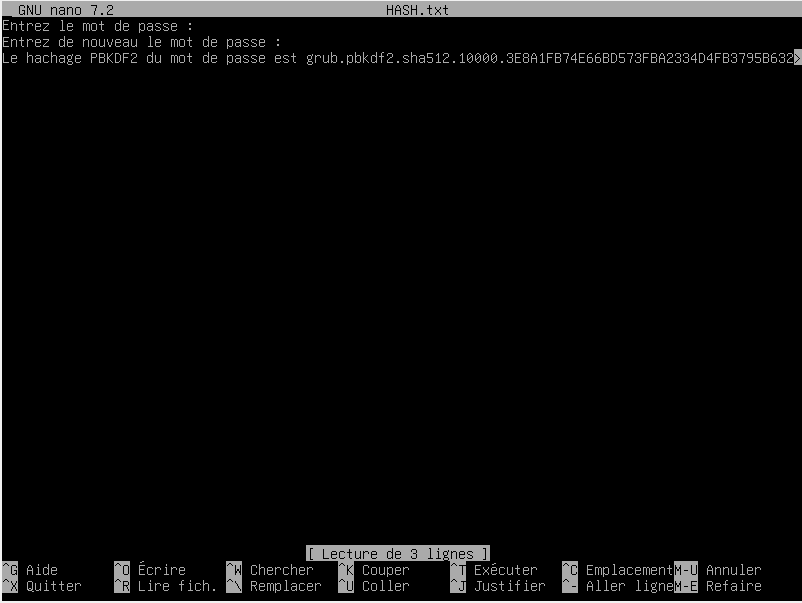 GNU nano 7.2 HASH.txt
Entrez le mot de passe :
Entrez de nouveau le mot de passe :
Le hachage PBKDF2 du mot de passe est grub.pbkdf2.sha512.10000.3E8A1FB74E66BD573FBA2334D4FB3795B632>
[ Lecture de 3 lignes ]
^G Aide ^O Écrire ^W Chercher ^K Couper ^T Exécuter ^C Emplacement M-U Annuler
^X Quitter ^R Lire fich. ^\ Remplacer ^U Coller ^J Justifier ^- Aller ligne M-E Refaire